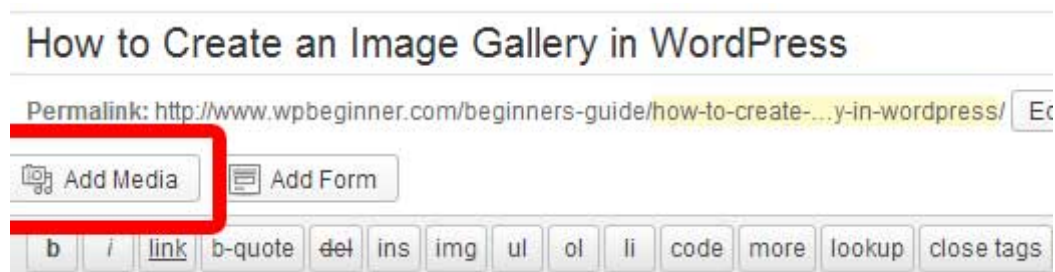 How to Create an Image Gallery in WordPress
Permalink: http://www.wpbeginner.com/beginners-guide/how-to-create-...y-in-wordpress/ Ec
Add Media Add Form
b i link b-quote del ins img ul ol li code more lookup close tags